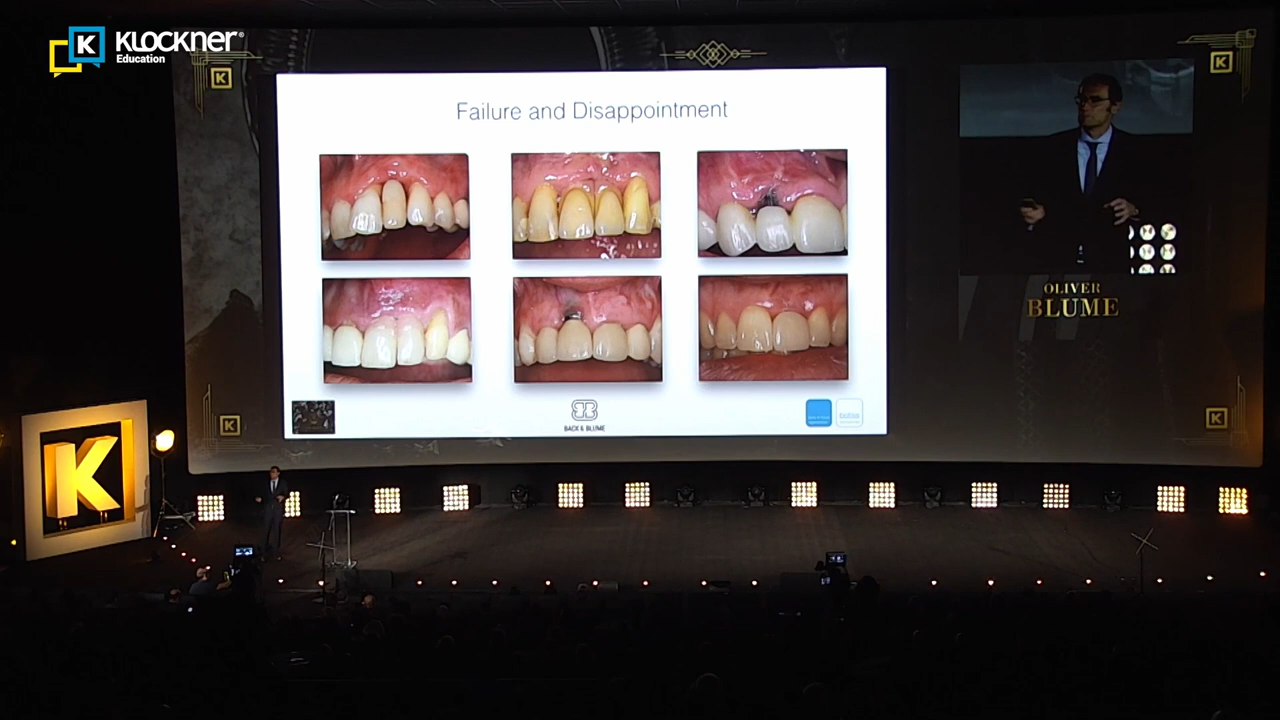 K KLOCKNER®
Education
K
K
Failure and Disappointment
OLIVER
BLUME
BACK & BLUME
K
K
K